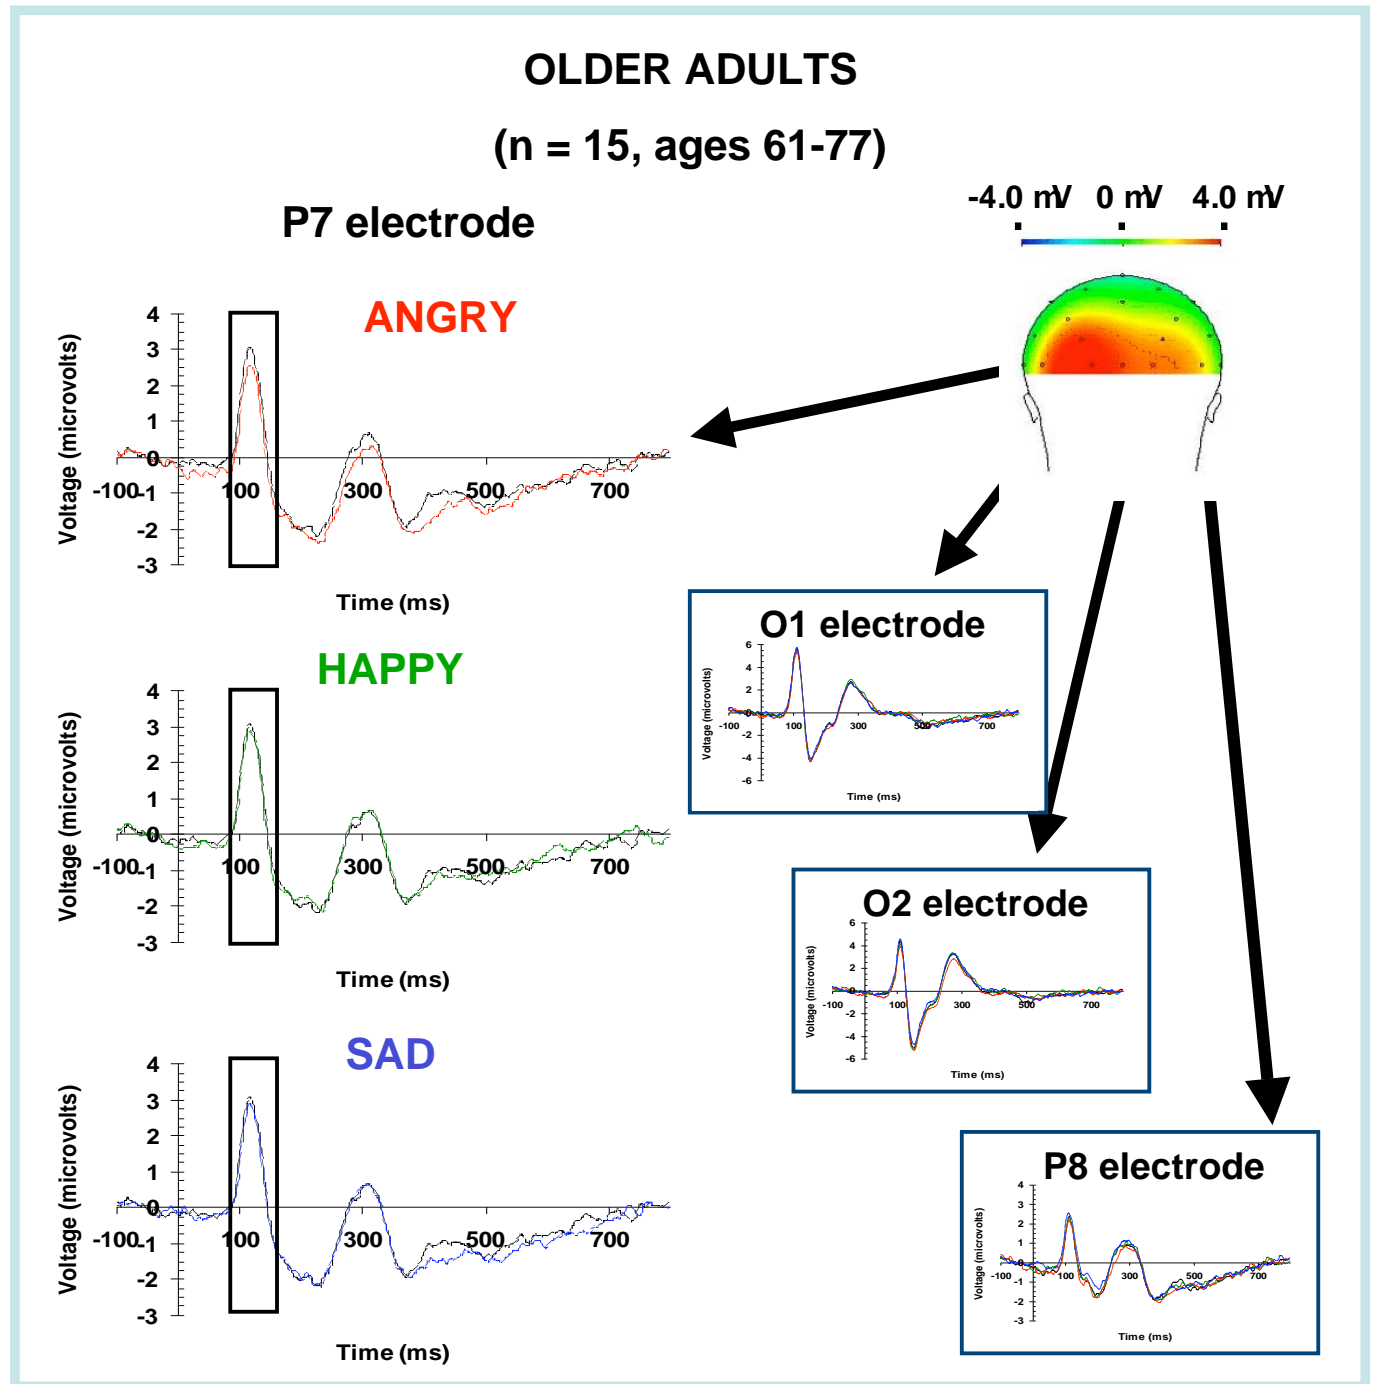 OLDER ADULTS
(n = 15, ages 61-77)
P7 electrode
-4.0 mV 0 mV 4.0 mV
ANGRY
Voltage (microvolts)
4
3
2
1
0
-1
-2
-3
-100 100 300 500 700
Time (ms)
HAPPY
Voltage (microvolts)
4
3
2
1
0
-1
-2
-3
-100 100 300 500 700
Time (ms)
SAD
Voltage (microvolts)
4
3
2
1
0
-1
-2
-3
-100 100 300 500 700
Time (ms)
O1 electrode
Voltage (microvolts)
6
4
2
0
-2
-4
-6
-100 100 300 500 700
Time (ms)
O2 electrode
Voltage (microvolts)
6
4
2
0
-2
-4
-6
-100 100 300 500 700
Time (ms)
P8 electrode
Voltage (microvolts)
4
3
2
1
0
-1
-2
-3
-100 100 300 500 700
Time (ms)